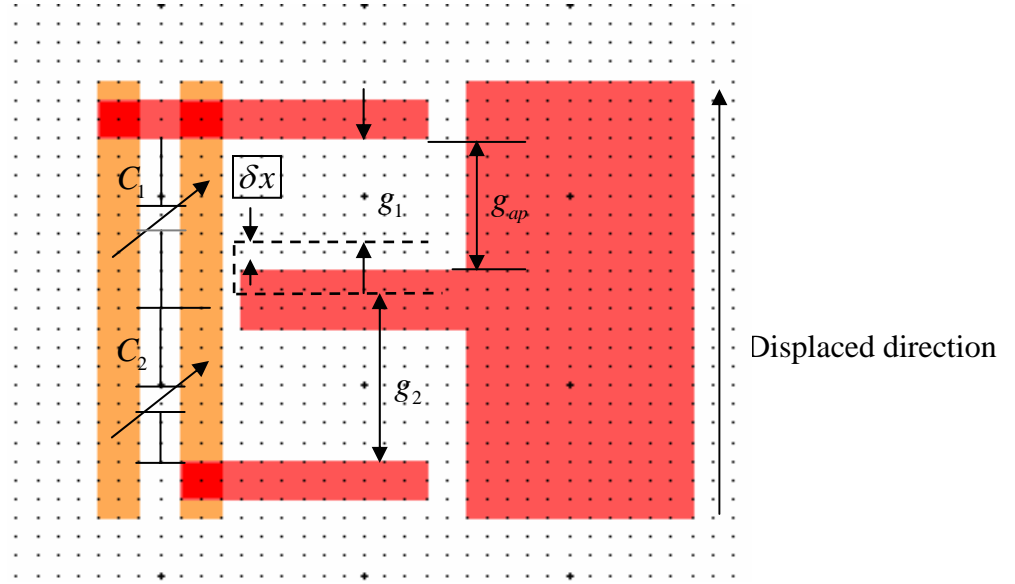 C₁
δx
g₁
gₐₚ
Displaced direction
C₂
g₂